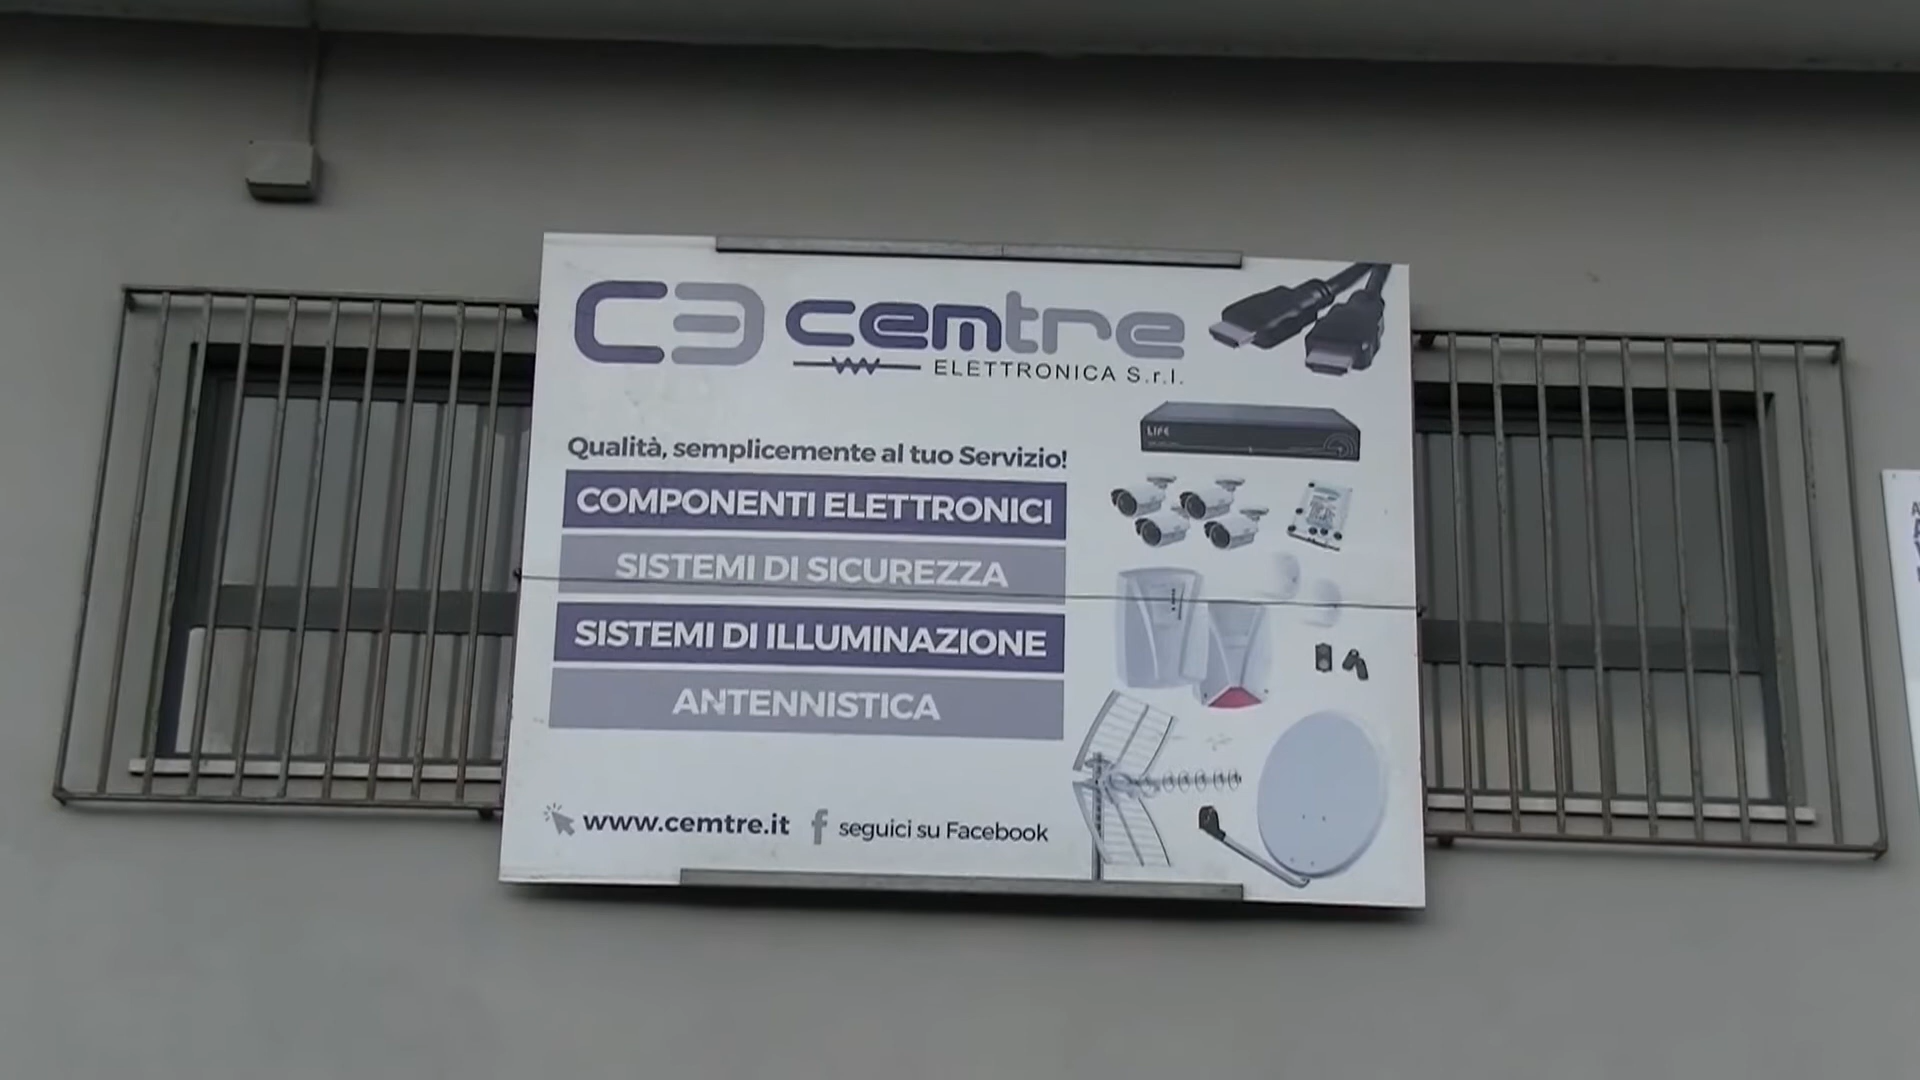 C3 cemtre
ELETTRONICA S.r.l.
Qualità, semplicemente al tuo Servizio!
COMPONENTI ELETTRONICI
SISTEMI DI SICUREZZA
SISTEMI DI ILLUMINAZIONE
ANTENNISTICA
www.cemtre.it
seguici su Facebook
LIFE